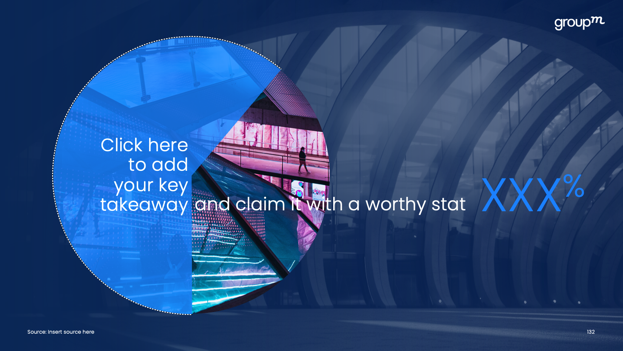 groupm
Click here
to add
your key
takeaway and claim it with a worthy stat
XXX%
Source: Insert source here
132